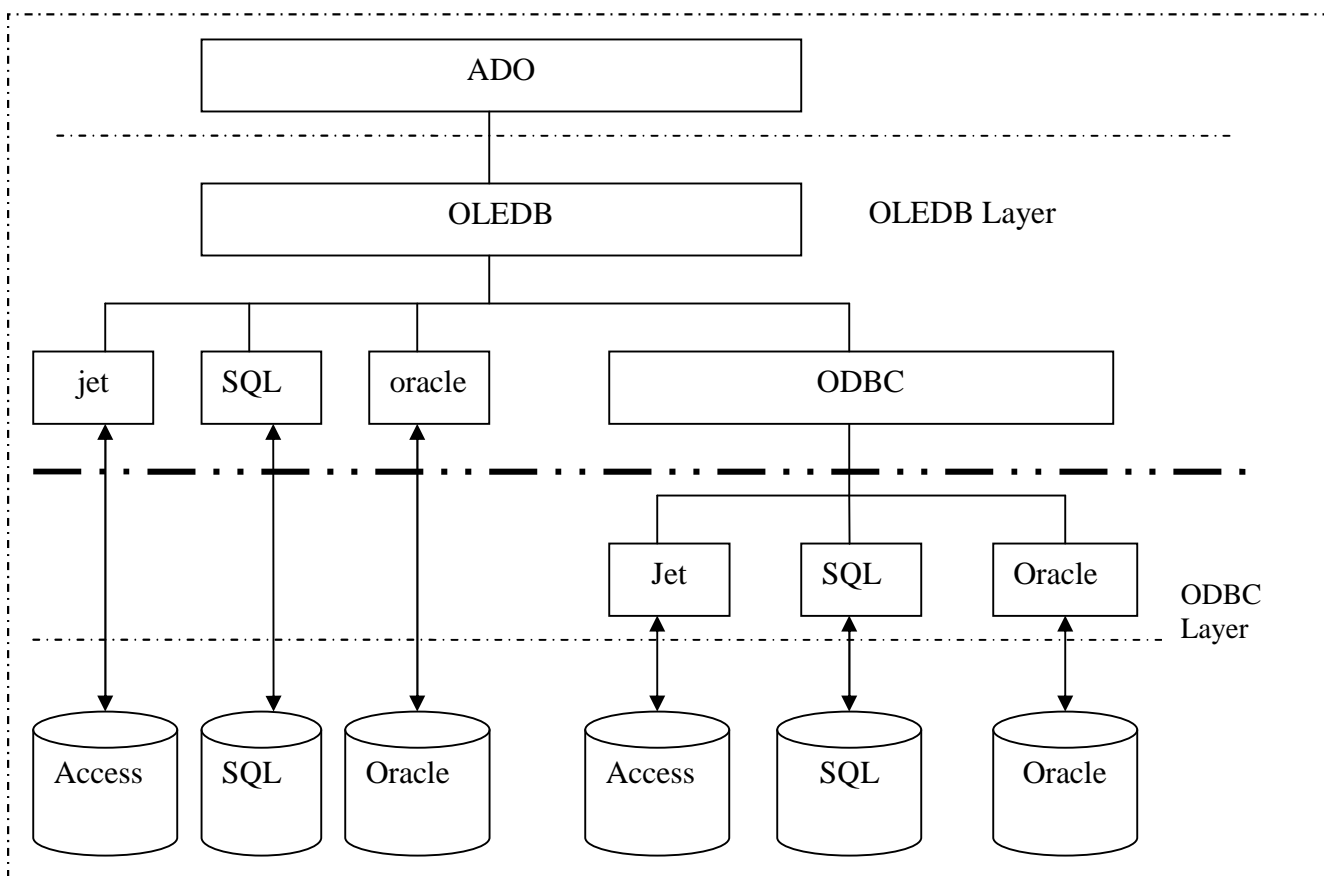 ADO
OLEDB
OLEDB Layer
jet
SQL
oracle
ODBC
Jet
SQL
Oracle
ODBC
Layer
Access
SQL
Oracle
Access
SQL
Oracle